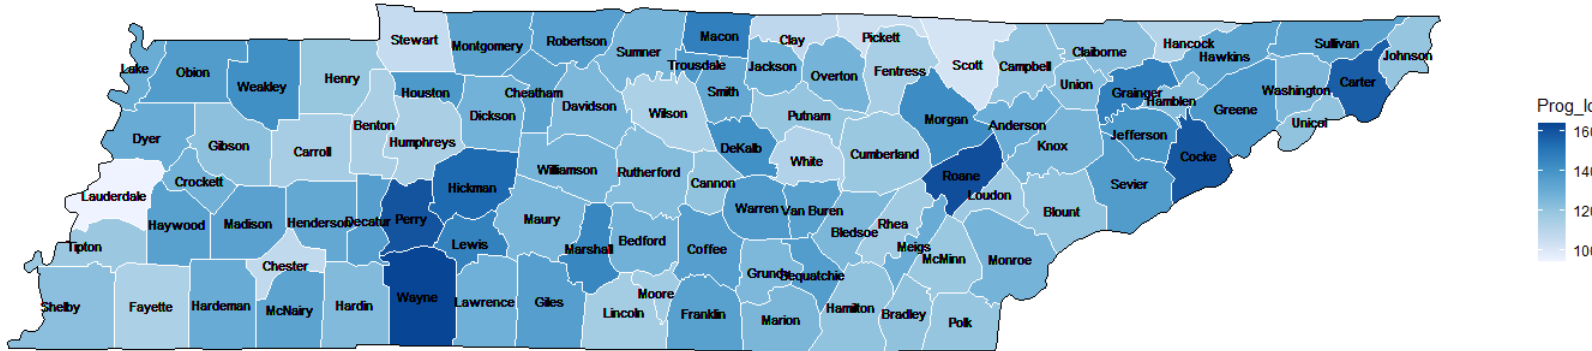 Stewart
Montgomery
Robertson
Sumner
Macon
Clay
Pickett
Scott
Campbell
Claiborne
Hancock
Hawkins
Sullivan
Johnson
Lake
Obion
Weakley
Henry
Houston
Cheatham
Trousdale
Jackson
Overton
Fentress
Union
Grainger
Hamblen
Greene
Washington
Carter
Dickson
Davidson
Wilson
Smith
Putnam
Morgan
Anderson
Knox
Jefferson
Unicoi
Dyer
Gibson
Carroll
Benton
Humphreys
DeKalb
White
Cumberland
Roane
Loudon
Sevier
Cocke
Lauderdale
Crockett
Hickman
Williamson
Rutherford
Cannon
Blount
Haywood
Madison
Henderson
Decatur
Perry
Lewis
Maury
Warren
Van Buren
Bledsoe
Rhea
Meigs
McMinn
Monroe
Tipton
Chester
Marshall
Bedford
Coffee
Grundy
Sequatchie
Shelby
Fayette
Hardeman
McNairy
Hardin
Wayne
Lawrence
Giles
Lincoln
Moore
Franklin
Marion
Hamilton
Bradley
Polk
Prog_lo
160
140
120
100